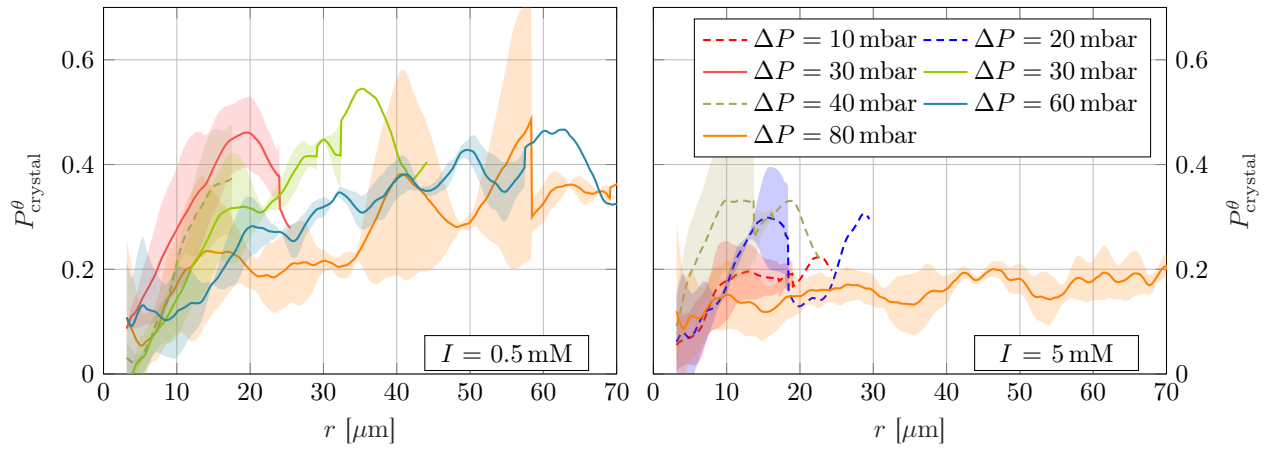 P^θ_crystal
0.6
0.4
0.2
0
0 10 20 30 40 50 60 70
r [μm]
I = 0.5 mM
ΔP = 10 mbar ΔP = 20 mbar
ΔP = 30 mbar ΔP = 30 mbar
ΔP = 40 mbar ΔP = 60 mbar
ΔP = 80 mbar
I = 5 mM
0 10 20 30 40 50 60 70
r [μm]
0.6
0.4
0.2
0
P^θ_crystal